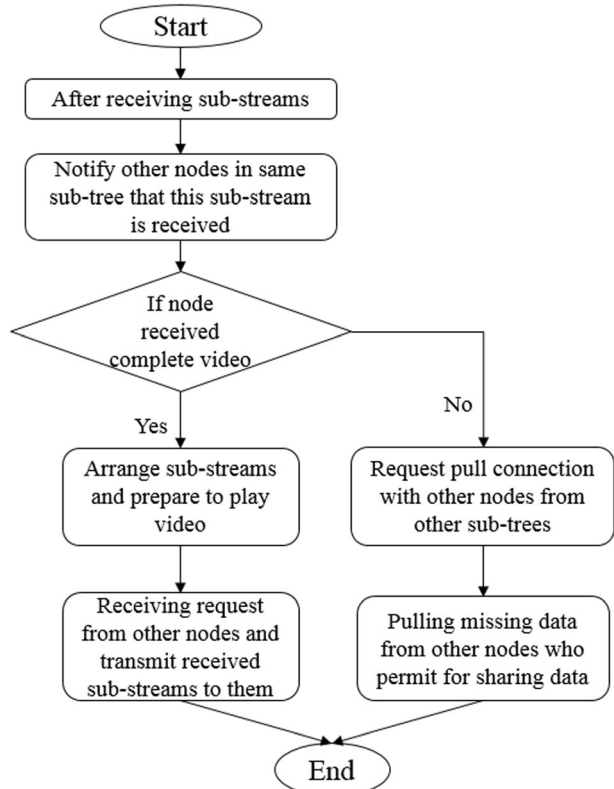 Start
After receiving sub-streams
Notify other nodes in same
sub-tree that this sub-stream
is received
If node
received
complete video
Yes
No
Arrange sub-streams
and prepare to play
video
Request pull connection
with other nodes from
other sub-trees
Receiving request
from other nodes and
transmit received
sub-streams to them
Pulling missing data
from other nodes who
permit for sharing data
End